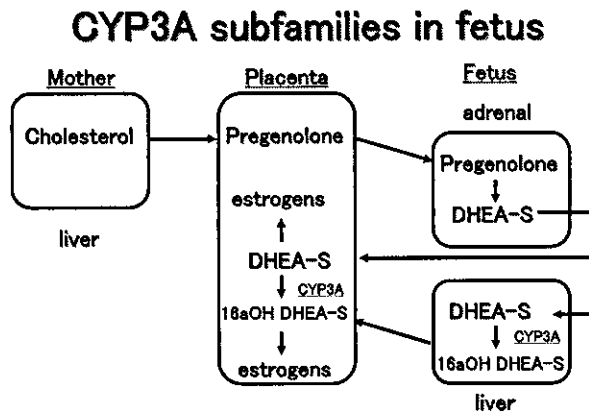 CYP3A subfamilies in fetus
Mother
Cholesterol
liver
Placenta
Pregenolone
estrogens
DHEA-S
CYP3A
16aOH DHEA-S
estrogens
Fetus
adrenal
Pregenolone
DHEA-S
DHEA-S
CYP3A
16aOH DHEA-S
liver